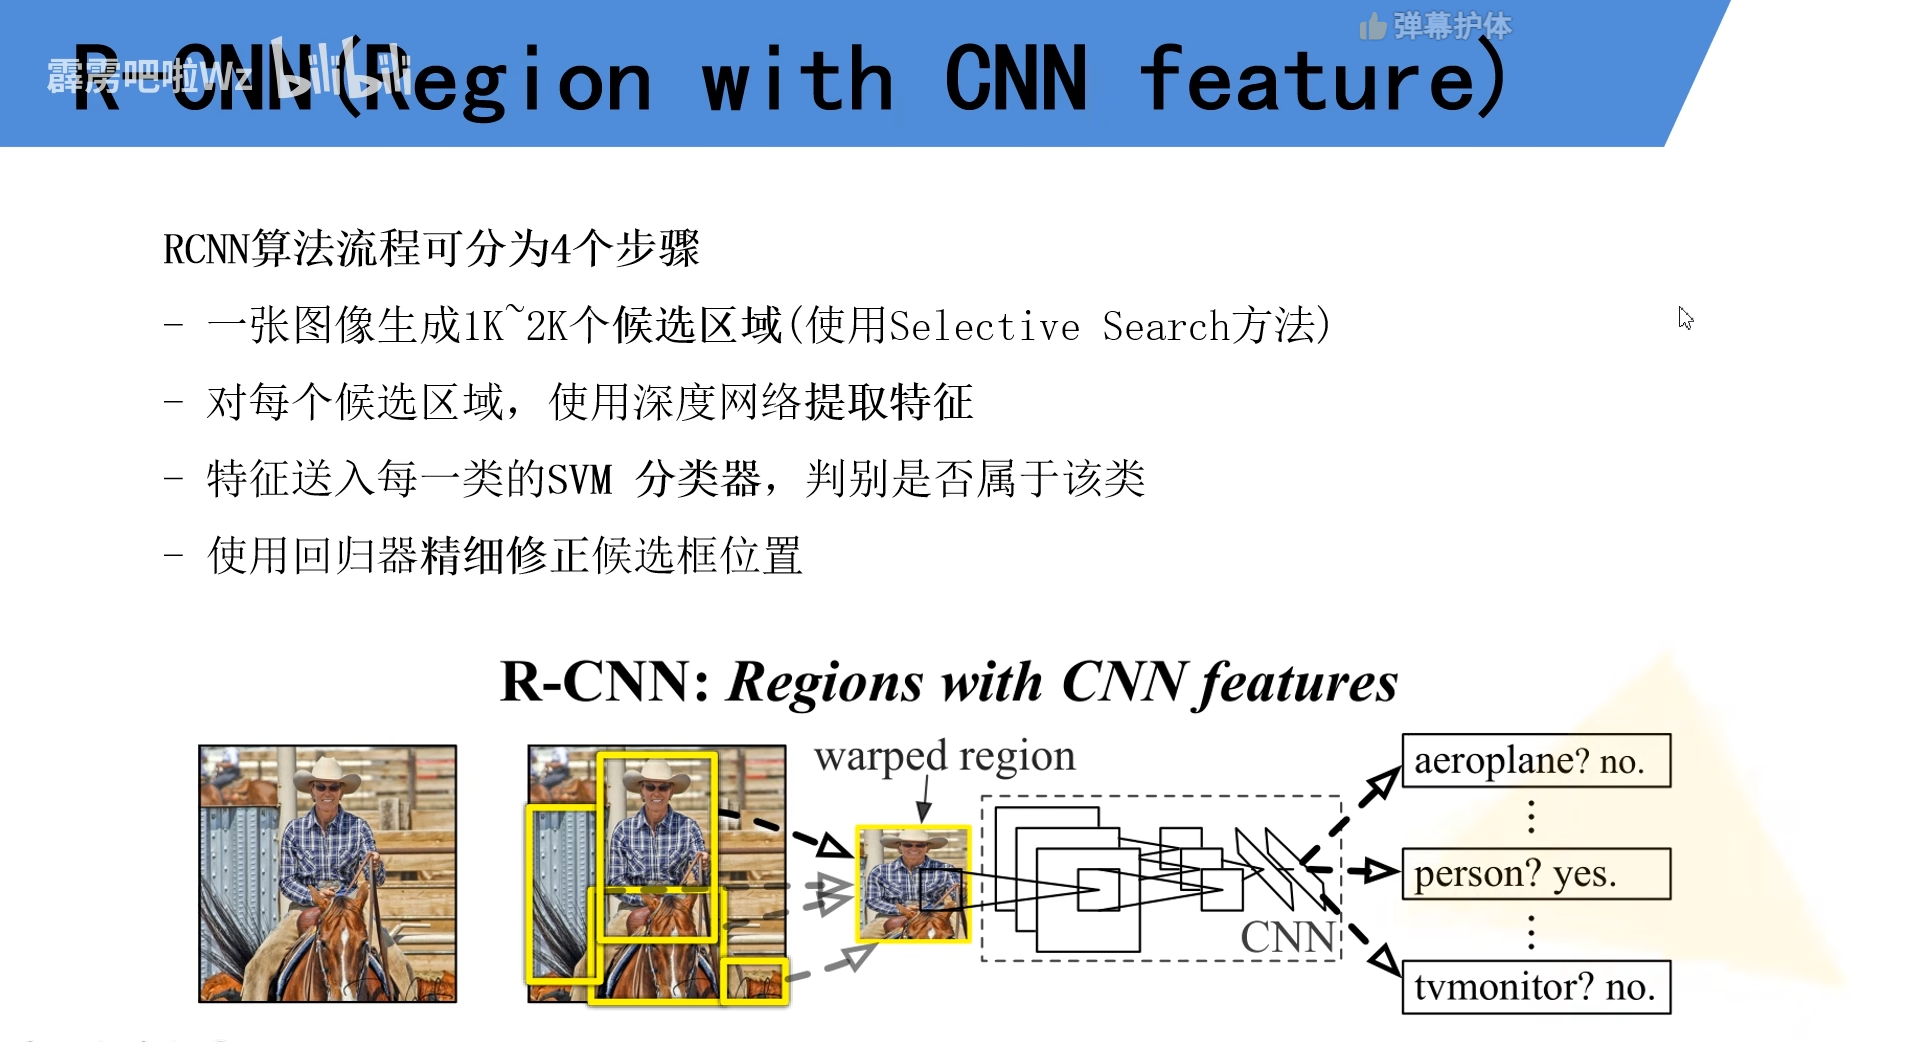 弹幕护体
霹雳吧啦Wz bilibili
R-CNN(Region with CNN feature)
RCNN算法流程可分为4个步骤
- 一张图像生成1K~2K个候选区域(使用Selective Search方法)
- 对每个候选区域，使用深度网络提取特征
- 特征送入每一类的SVM 分类器，判别是否属于该类
- 使用回归器精细修正候选框位置
R-CNN: Regions with CNN features
warped region
aeroplane? no.
person? yes.
CNN
tvmonitor? no.